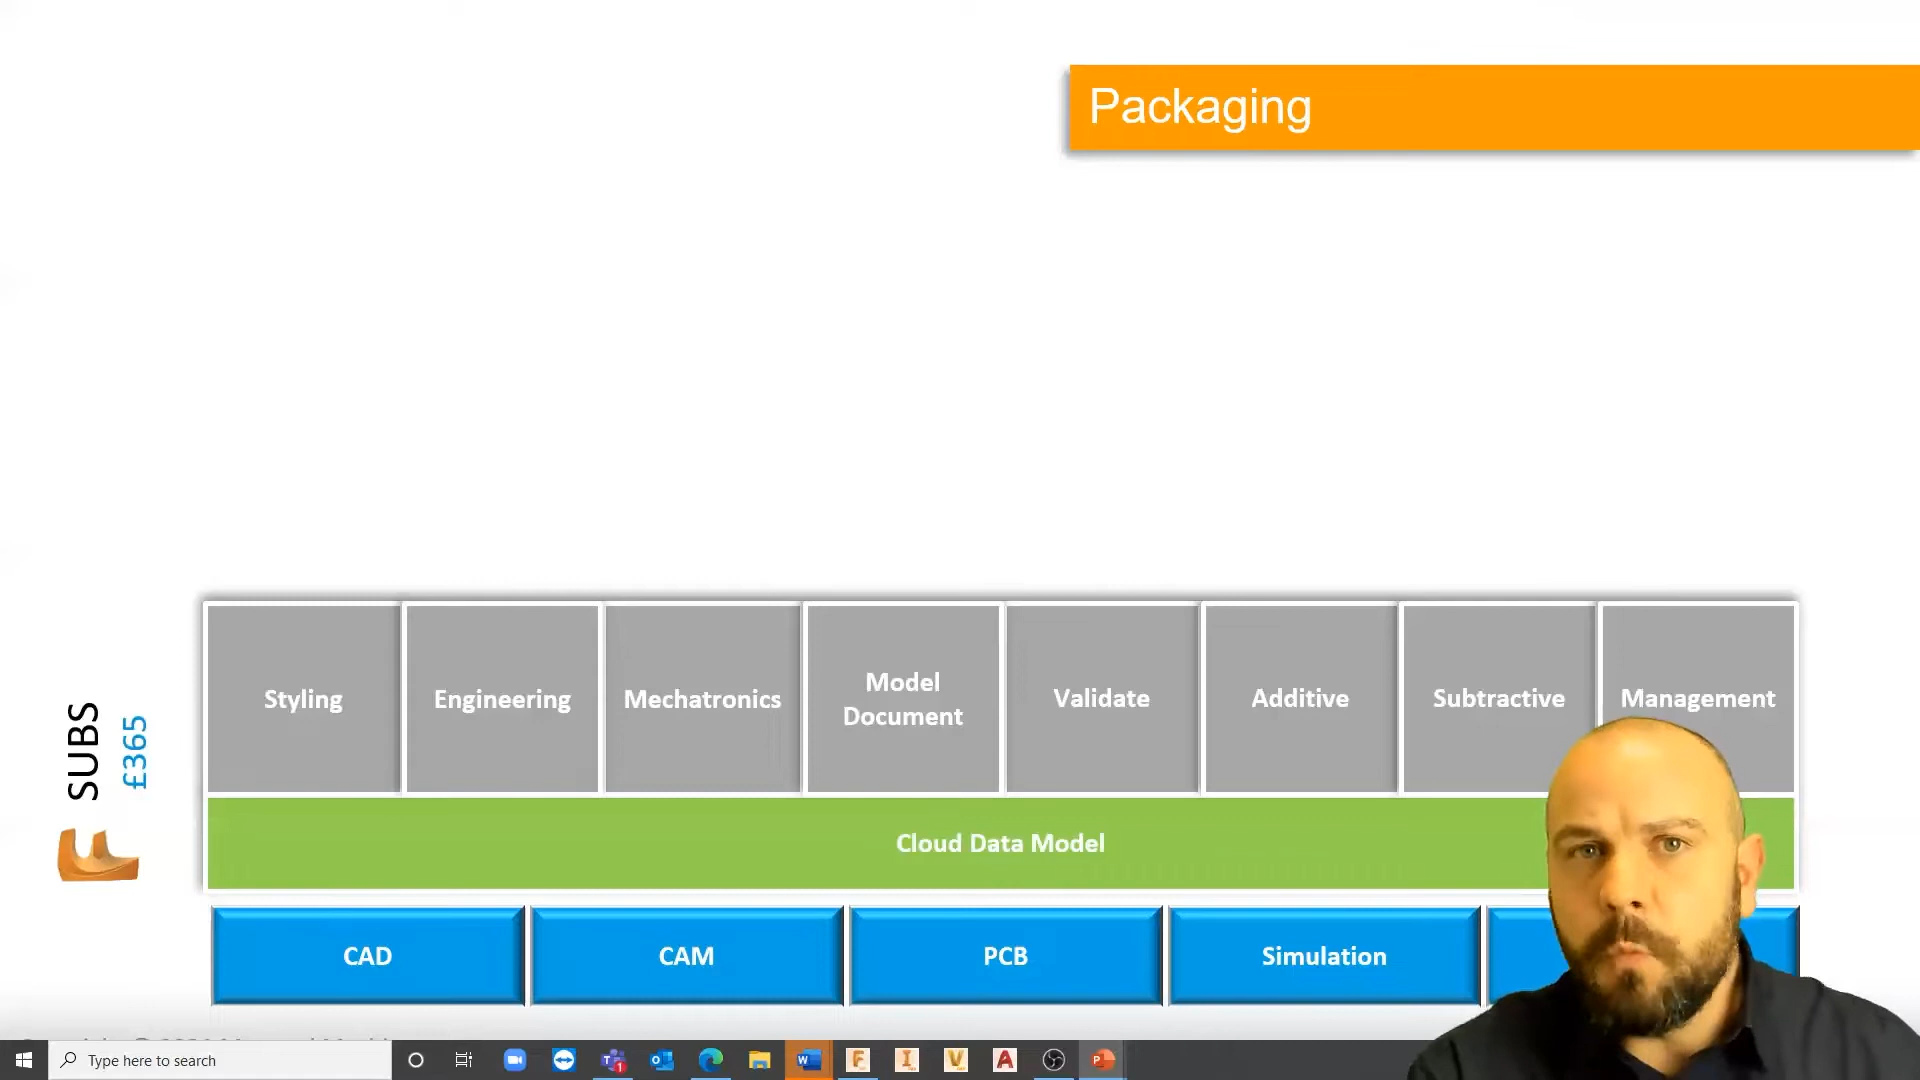 Packaging
SUBS
£365
Styling
Engineering
Mechatronics
Model
Document
Validate
Additive
Subtractive
Management
Cloud Data Model
CAD
CAM
PCB
Simulation
Type here to search